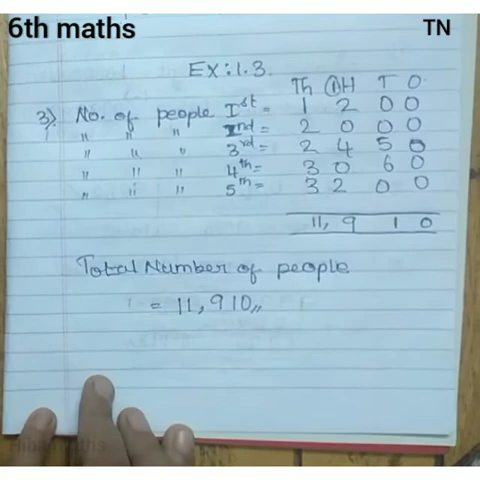 6th maths
TN
Ex:1.3.
Th H T O
3). No. of people Ist = 1 2 0 0
" " " 2nd = 2 0 0 0
" " " 3rd = 2 4 5 0
" " " 4th = 3 0 6 0
" " " 5th = 3 2 0 0
11, 9 1 0
Total Number of people
= 11,910,,